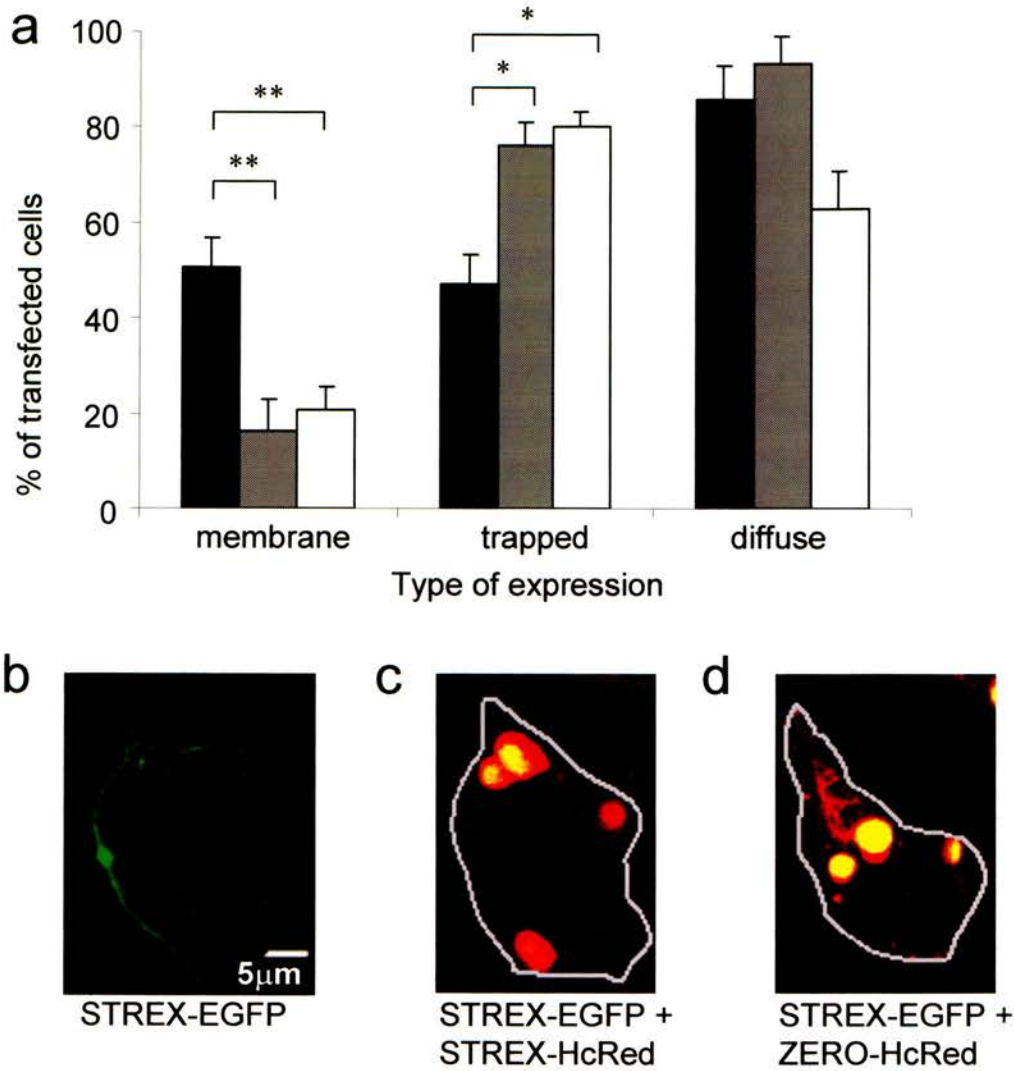 a
% of transfected cells
100
80
60
40
20
0
**
**
*
*
membrane trapped diffuse
Type of expression
b
5µm
STREX-EGFP
c
STREX-EGFP +
STREX-HcRed
d
STREX-EGFP +
ZERO-HcRed